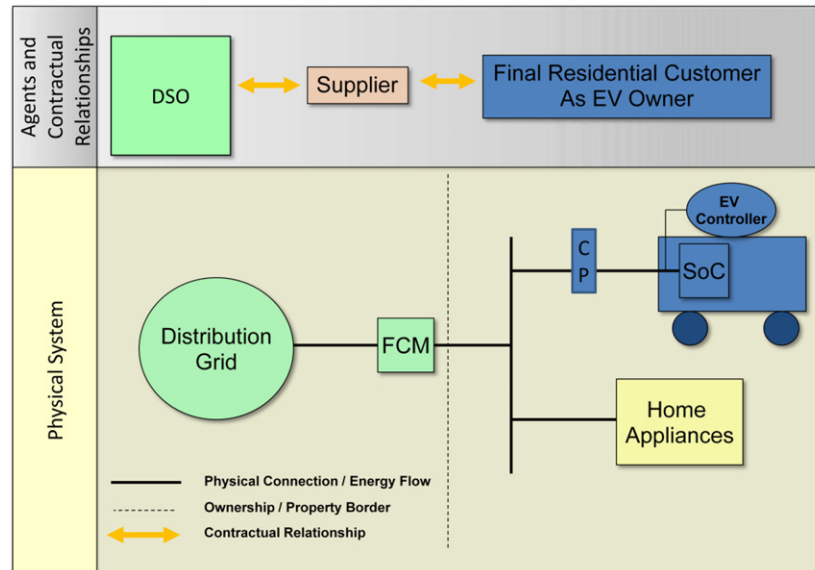 Agents and
Contractual
Relationships
DSO
Supplier
Final Residential Customer
As EV Owner
Physical System
Distribution
Grid
FCM
C
P
EV
Controller
SoC
Home
Appliances
Physical Connection / Energy Flow
Ownership / Property Border
Contractual Relationship